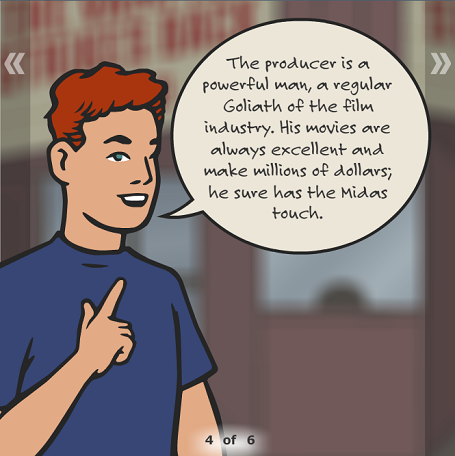 The producer is a
powerful man, a regular
Goliath of the film
industry. His movies are
always excellent and
make millions of dollars;
he sure has the Midas
touch.
4 of 6